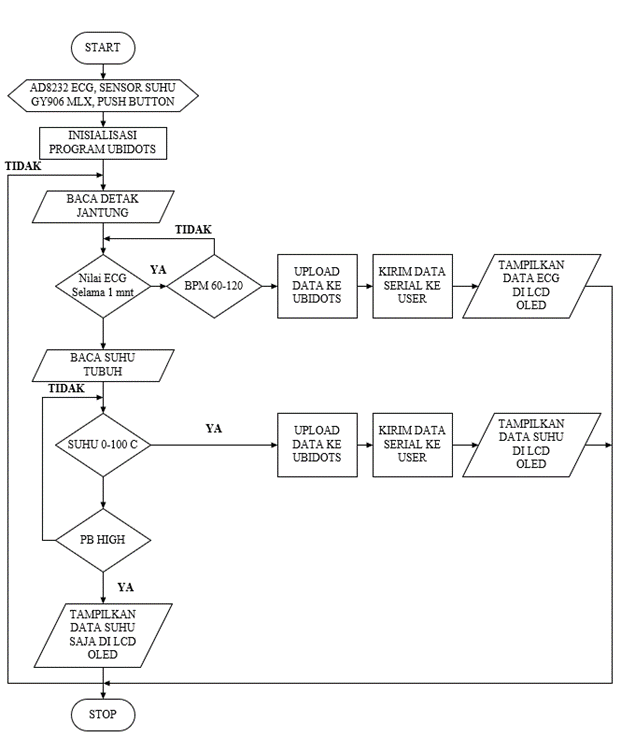 START
AD8232 ECG, SENSOR SUHU
GY906 MLX, PUSH BUTTON
INISIALISASI
PROGRAM UBIDOTS
TIDAK
BACA DETAK
JANTUNG
TIDAK
Nilai ECG
Selama 1 mnt
YA
BPM 60-120
UPLOAD
DATA KE
UBIDOTS
KIRIM DATA
SERIAL KE
USER
TAMPILKAN
DATA ECG
DI LCD
OLED
BACA SUHU
TUBUH
TIDAK
SUHU 0-100 C
YA
UPLOAD
DATA KE
UBIDOTS
KIRIM DATA
SERIAL KE
USER
TAMPILKAN
DATA SUHU
DI LCD
OLED
PB HIGH
YA
TAMPILKAN
DATA SUHU
SAJA DI LCD
OLED
STOP